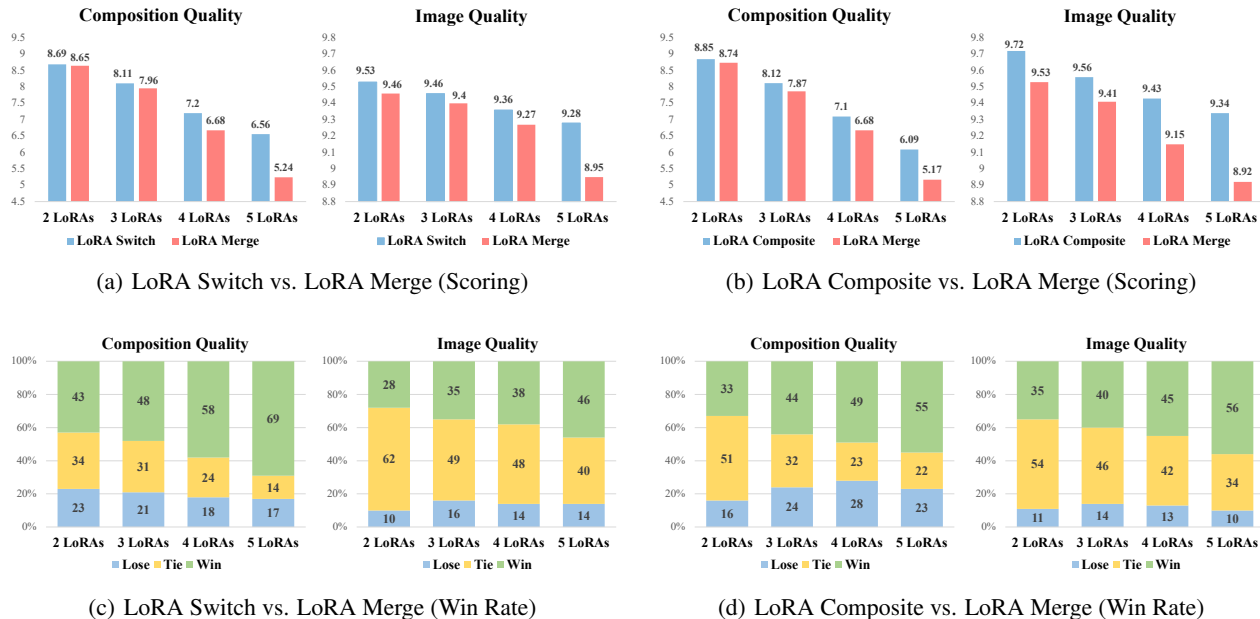 Composition Quality
9.5
9
8.5
8
7.5
7
6.5
6
5.5
5
4.5
8.69 8.65
8.11 7.96
7.2 6.68
6.56 5.24
2 LoRAs 3 LoRAs 4 LoRAs 5 LoRAs
LoRA Switch LoRA Merge
Image Quality
9.8
9.7
9.6
9.5
9.4
9.3
9.2
9.1
9
8.9
8.8
9.53 9.46
9.46 9.4
9.36 9.27
9.28 8.95
2 LoRAs 3 LoRAs 4 LoRAs 5 LoRAs
LoRA Switch LoRA Merge
(a) LoRA Switch vs. LoRA Merge (Scoring)
Composition Quality
9.5
9
8.5
8
7.5
7
6.5
6
5.5
5
4.5
8.85 8.74
8.12 7.87
7.1 6.68
6.09 5.17
2 LoRAs 3 LoRAs 4 LoRAs 5 LoRAs
LoRA Composite LoRA Merge
Image Quality
9.8
9.7
9.6
9.5
9.4
9.3
9.2
9.1
9
8.9
8.8
9.72 9.53
9.56 9.41
9.43 9.15
9.34 8.92
2 LoRAs 3 LoRAs 4 LoRAs 5 LoRAs
LoRA Composite LoRA Merge
(b) LoRA Composite vs. LoRA Merge (Scoring)
Composition Quality
100%
80%
60%
40%
20%
0%
43 48 58 69
34 31 24 14
23 21 18 17
2 LoRAs 3 LoRAs 4 LoRAs 5 LoRAs
Lose Tie Win
Image Quality
100%
80%
60%
40%
20%
0%
28 35 38 46
62 49 48 40
10 16 14 14
2 LoRAs 3 LoRAs 4 LoRAs 5 LoRAs
Lose Tie Win
(c) LoRA Switch vs. LoRA Merge (Win Rate)
Composition Quality
100%
80%
60%
40%
20%
0%
33 44 49 55
51 32 23 22
16 24 28 23
2 LoRAs 3 LoRAs 4 LoRAs 5 LoRAs
Lose Tie Win
Image Quality
100%
80%
60%
40%
20%
0%
35 40 45 56
54 46 42 34
11 14 13 10
2 LoRAs 3 LoRAs 4 LoRAs 5 LoRAs
Lose Tie Win
(d) LoRA Composite vs. LoRA Merge (Win Rate)